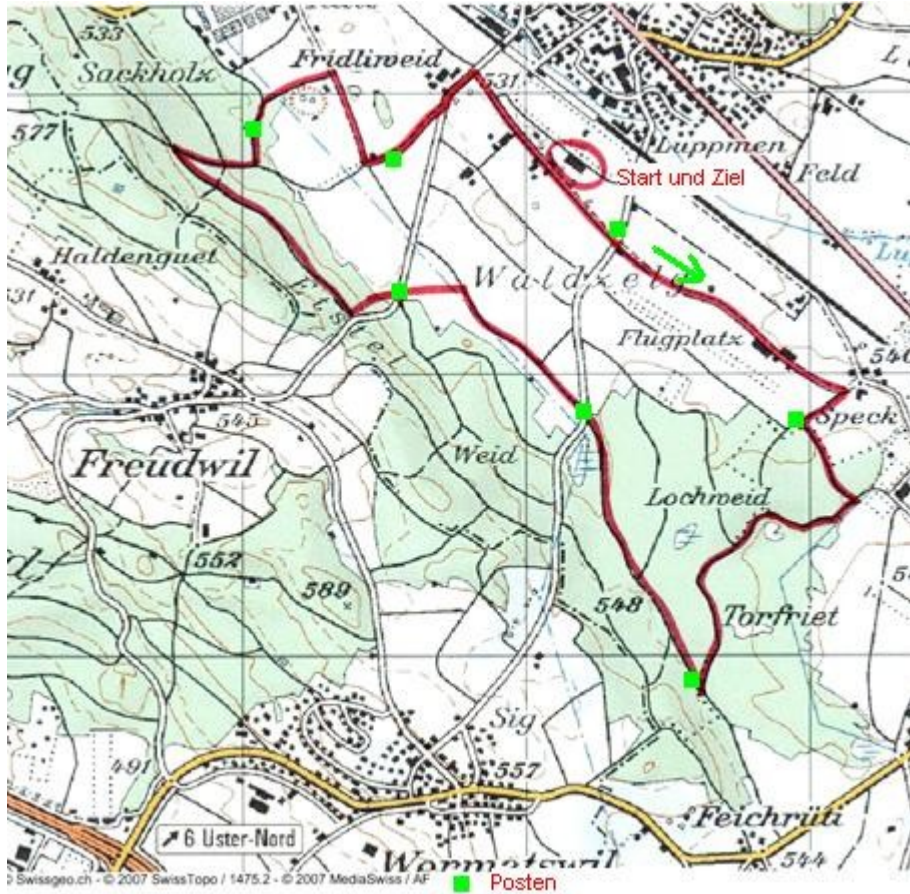 533
Sackholz
Fridliweid
531
577
Luppmen
Start und Ziel
Feld
Haldenguet
Waldzelg
531
Flugplatz
540
Speck
545
Freudwil
Weid
Lochweid
552
589
548
Torfriet
Sig
491
557
↗ 6 Uster-Nord
Feichrüti
544
Wermatswil
© Swissgeo.ch - © 2007 SwissTopo / 1475.2 - © 2007 MediaSwiss / AF
Posten